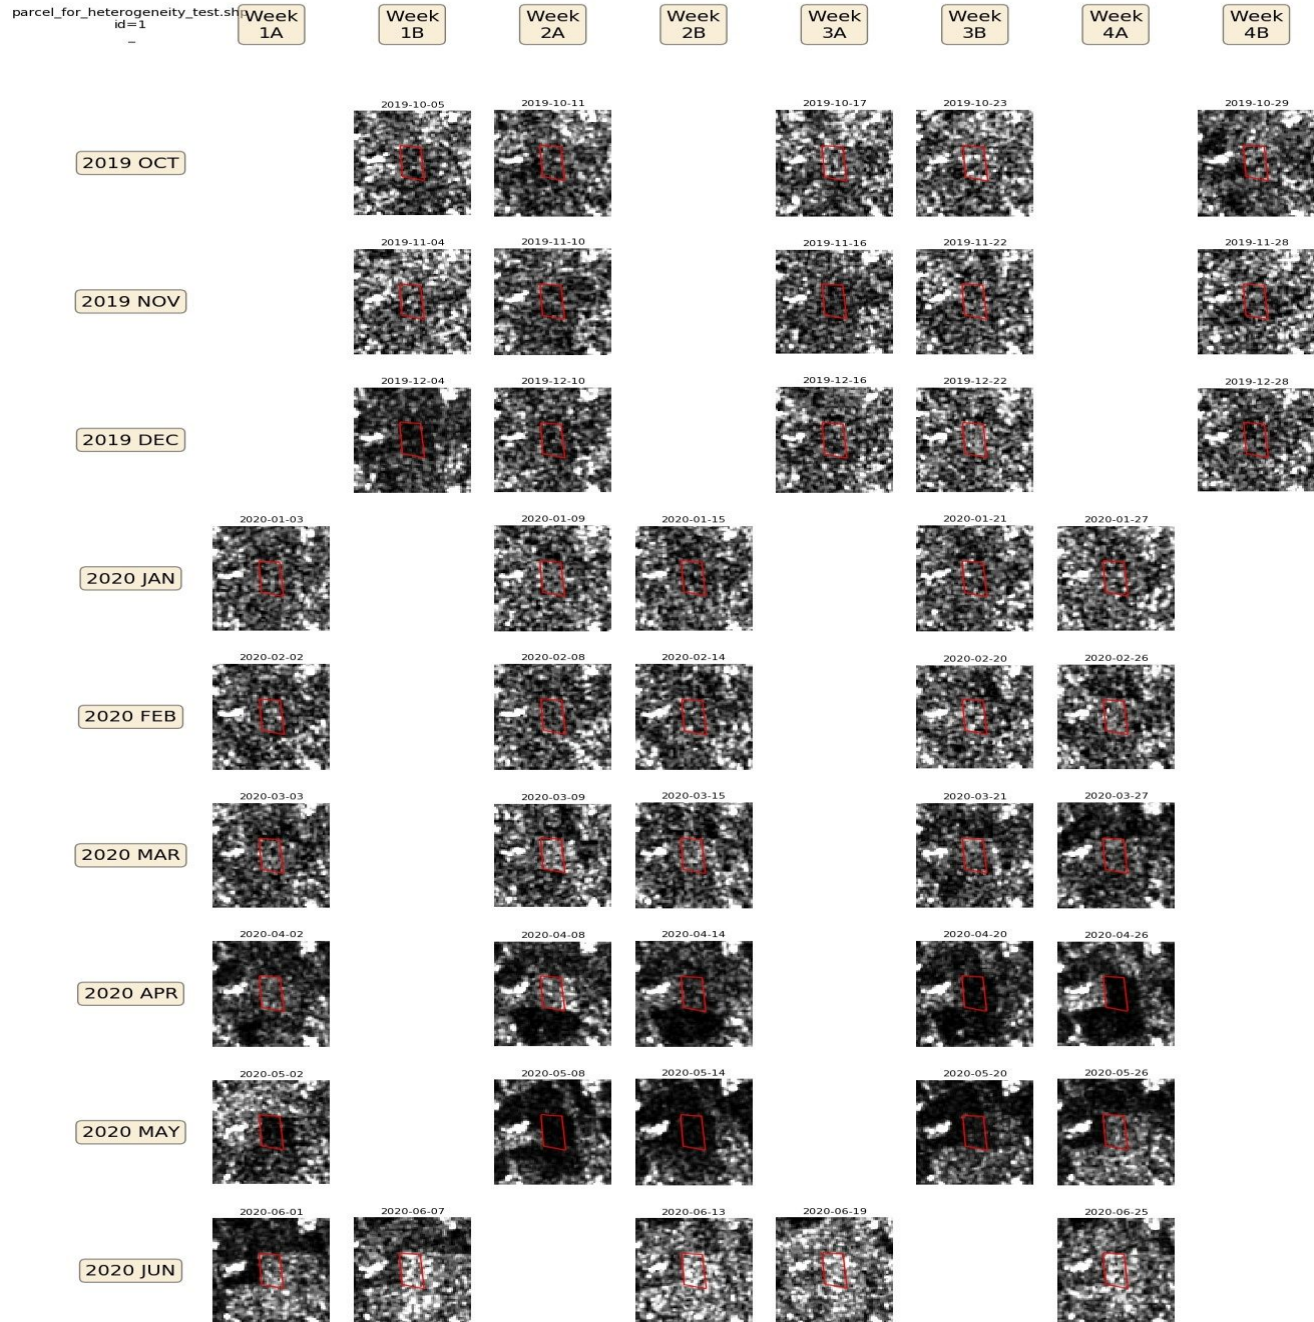 parcel_for_heterogeneity_test.shp
id=1
_
Week 1A
Week 1B
Week 2A
Week 2B
Week 3A
Week 3B
Week 4A
Week 4B
2019 OCT
2019-10-05
2019-10-11
2019-10-17
2019-10-23
2019-10-29
2019 NOV
2019-11-04
2019-11-10
2019-11-16
2019-11-22
2019-11-28
2019 DEC
2019-12-04
2019-12-10
2019-12-16
2019-12-22
2019-12-28
2020 JAN
2020-01-03
2020-01-09
2020-01-15
2020-01-21
2020-01-27
2020 FEB
2020-02-02
2020-02-08
2020-02-14
2020-02-20
2020-02-26
2020 MAR
2020-03-03
2020-03-09
2020-03-15
2020-03-21
2020-03-27
2020 APR
2020-04-02
2020-04-08
2020-04-14
2020-04-20
2020-04-26
2020 MAY
2020-05-02
2020-05-08
2020-05-14
2020-05-20
2020-05-26
2020 JUN
2020-06-01
2020-06-07
2020-06-13
2020-06-19
2020-06-25